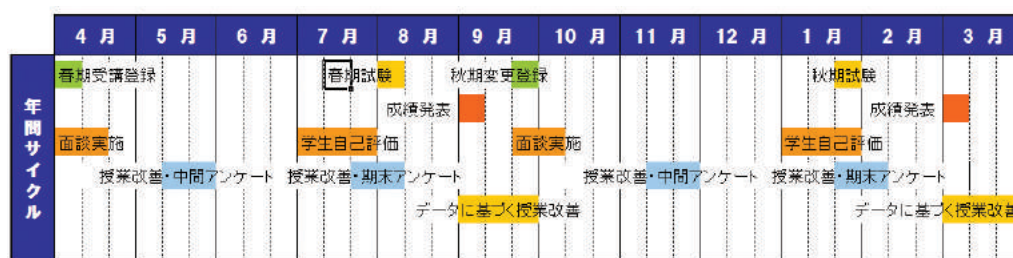 4 月 5 月 6 月 7 月 8 月 9 月 10 月 11 月 12 月 1 月 2 月 3 月
年間サイクル
春期受講登録 春期試験 秋期変更登録 秋期試験
成績発表 成績発表
面談実施 学生自己評価 面談実施 学生自己評価
授業改善・中間アンケート 授業改善・期末アンケート 授業改善・中間アンケート 授業改善・期末アンケート
データに基づく授業改善 データに基づく授業改善